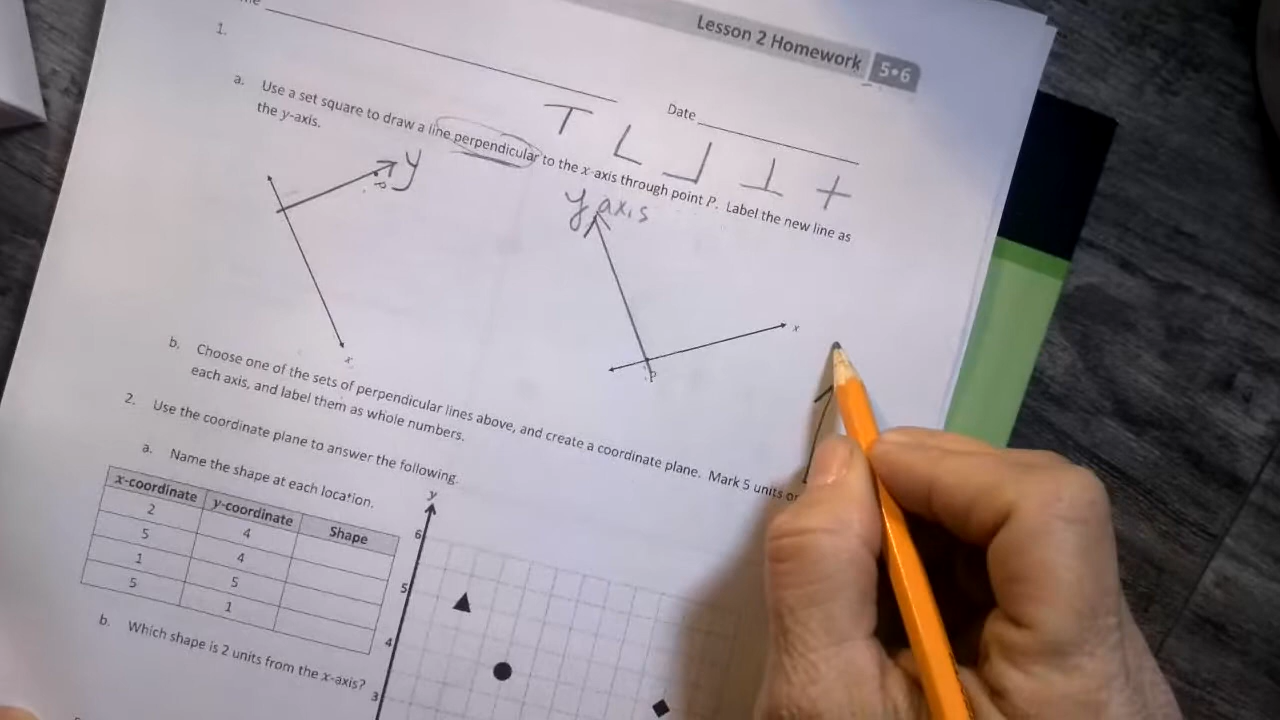 Lesson 2 Homework 5•6
Date
1.
a. Use a set square to draw a line perpendicular to the x-axis through point P. Label the new line as
the y-axis.
T L ⅃ ⊥ +
y
y axis
x
x
P
b. Choose one of the sets of perpendicular lines above, and create a coordinate plane. Mark 5 units
each axis, and label them as whole numbers.
2. Use the coordinate plane to answer the following.
a. Name the shape at each location.
x-coordinate y-coordinate Shape
2 4
5 4
1 5
5 1
y
6
5
4
3
b. Which shape is 2 units from the x-axis?